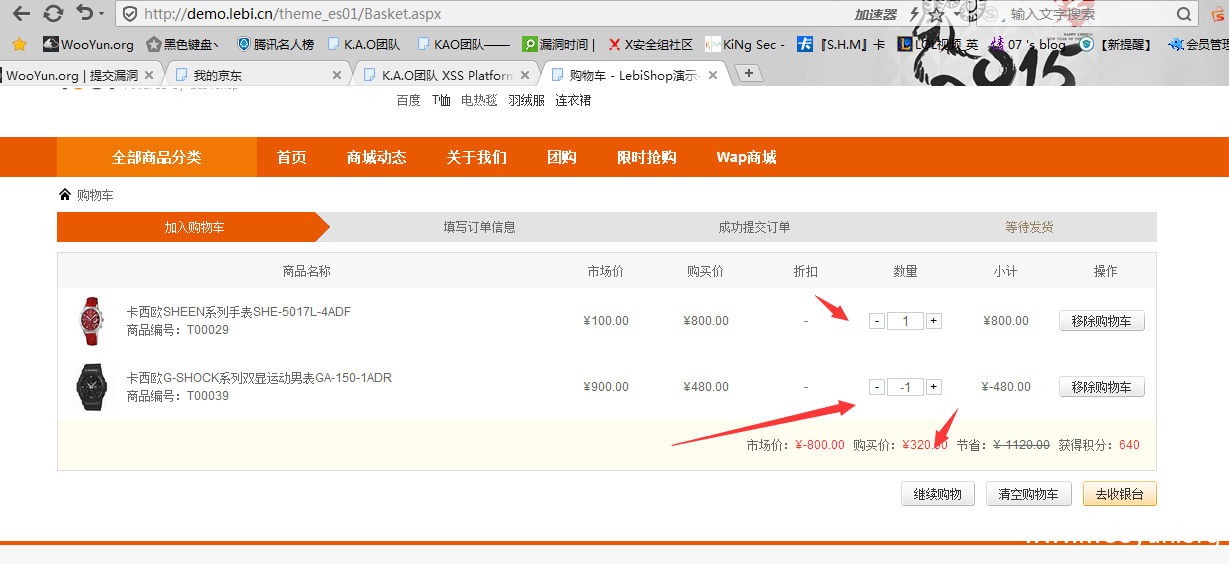 http://demo.lebi.cn/theme_es01/Basket.aspx 加速器 输入文字搜索
WooYun.org 黑色键盘 腾讯名人榜 K.A.O团队 KAO团队—— 漏洞时间 | X安全组社区 KiNg Sec - 『S.H.M』卡 LOL视频_英 07 's blog 【新提醒】 会员管理
WooYun.org | 提交漏洞 我的京东 K.A.O团队 XSS Platform 购物车 - LebiShop演示-
百度 T恤 电热毯 羽绒服 连衣裙
全部商品分类 首页 商城动态 关于我们 团购 限时抢购 Wap商城
购物车
加入购物车 填写订单信息 成功提交订单 等待发货
商品名称 市场价 购买价 折扣 数量 小计 操作
卡西欧SHEEN系列手表SHE-5017L-4ADF
商品编号：T00029
¥100.00 ¥800.00 - - 1 + ¥800.00 移除购物车
卡西欧G-SHOCK系列双显运动男表GA-150-1ADR
商品编号：T00039
¥900.00 ¥480.00 - - -1 + ¥-480.00 移除购物车
市场价：¥-800.00 购买价：¥320.00 节省：¥-1120.00 获得积分：640
继续购物 清空购物车 去收银台